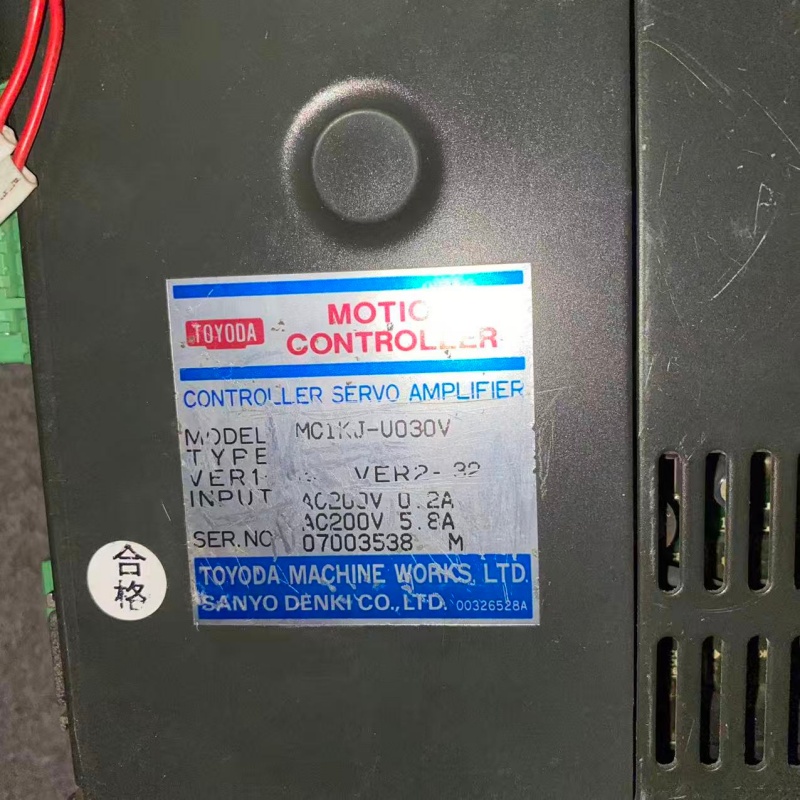 TOYODA
MOTIO
CONTROLLER
CONTROLLER SERVO AMPLIFIER
MODEL MC1KJ-U030V
TYPE
VER1- VER2-32
INPUT AC200V 0.2A
AC200V 5.8A
SER.NO 07003538 M
TOYODA MACHINE WORKS, LTD.
SANYO DENKI CO., LTD. 00326528A
合格